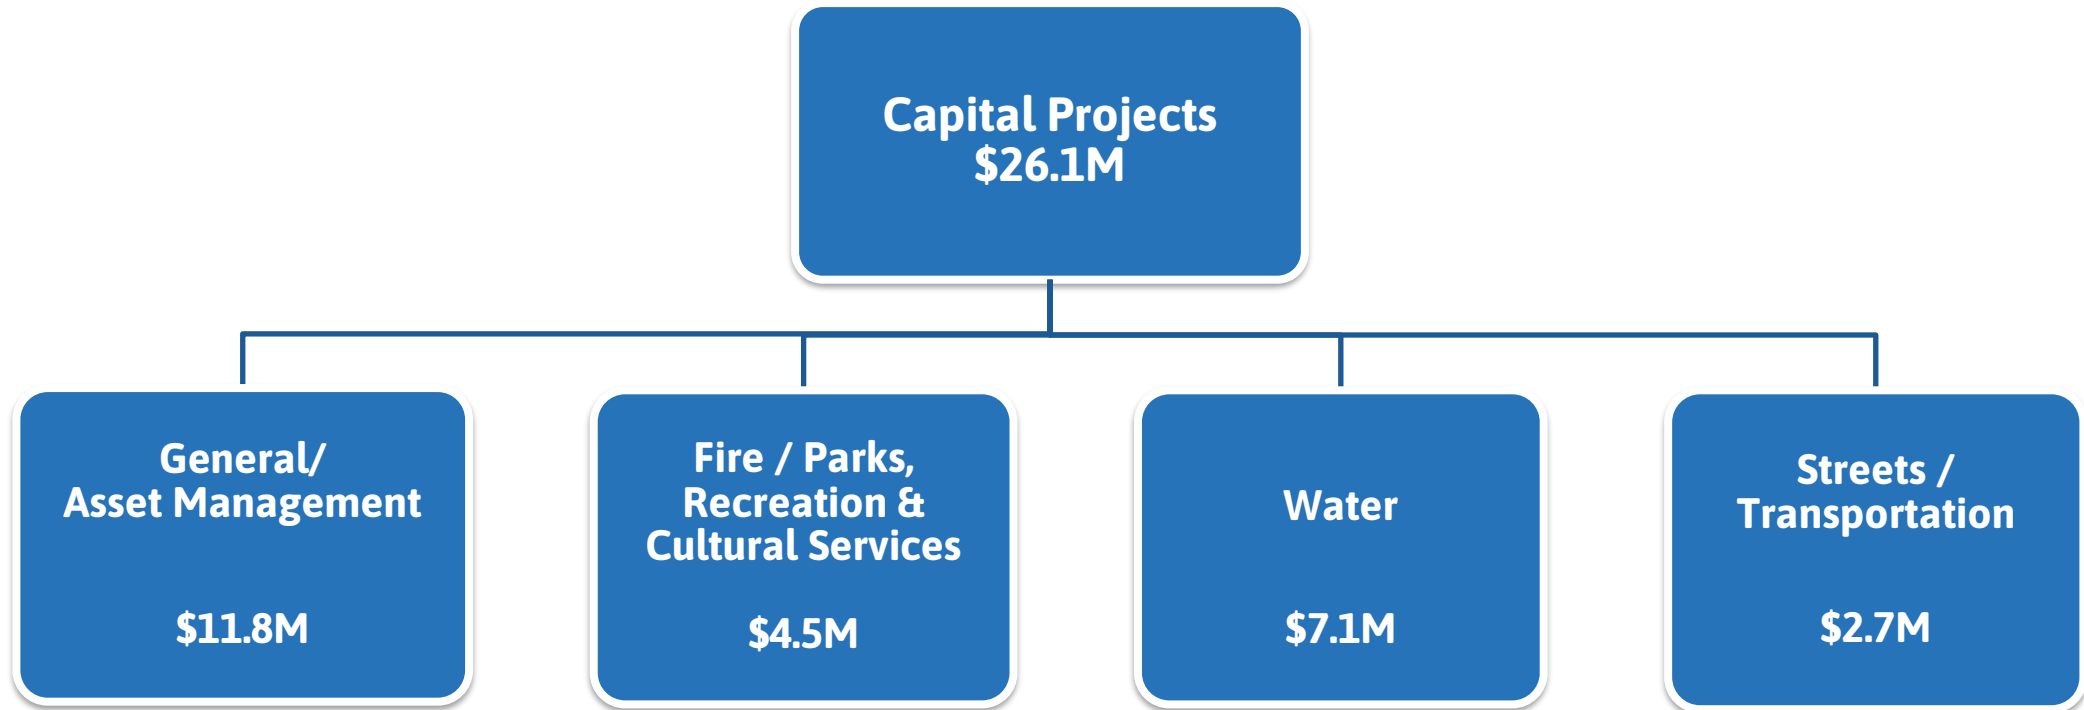 Capital Projects
$26.1M
General/
Asset Management
$11.8M
Fire / Parks,
Recreation &
Cultural Services
$4.5M
Water
$7.1M
Streets /
Transportation
$2.7M